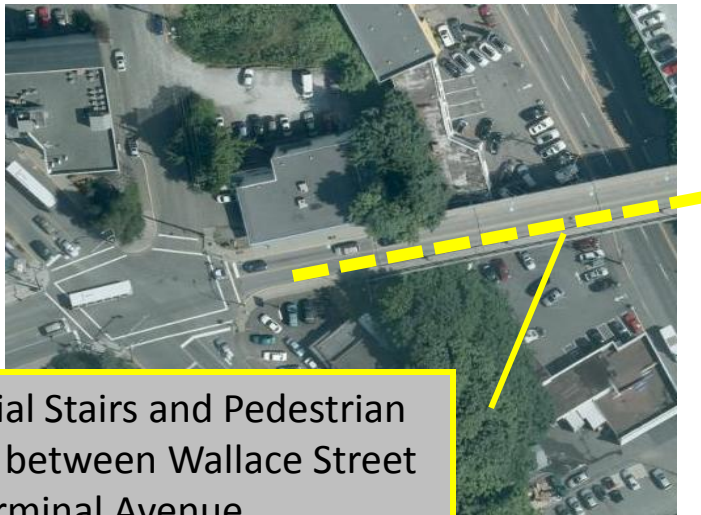 ial Stairs and Pedestrian
between Wallace Street
rminal Avenue